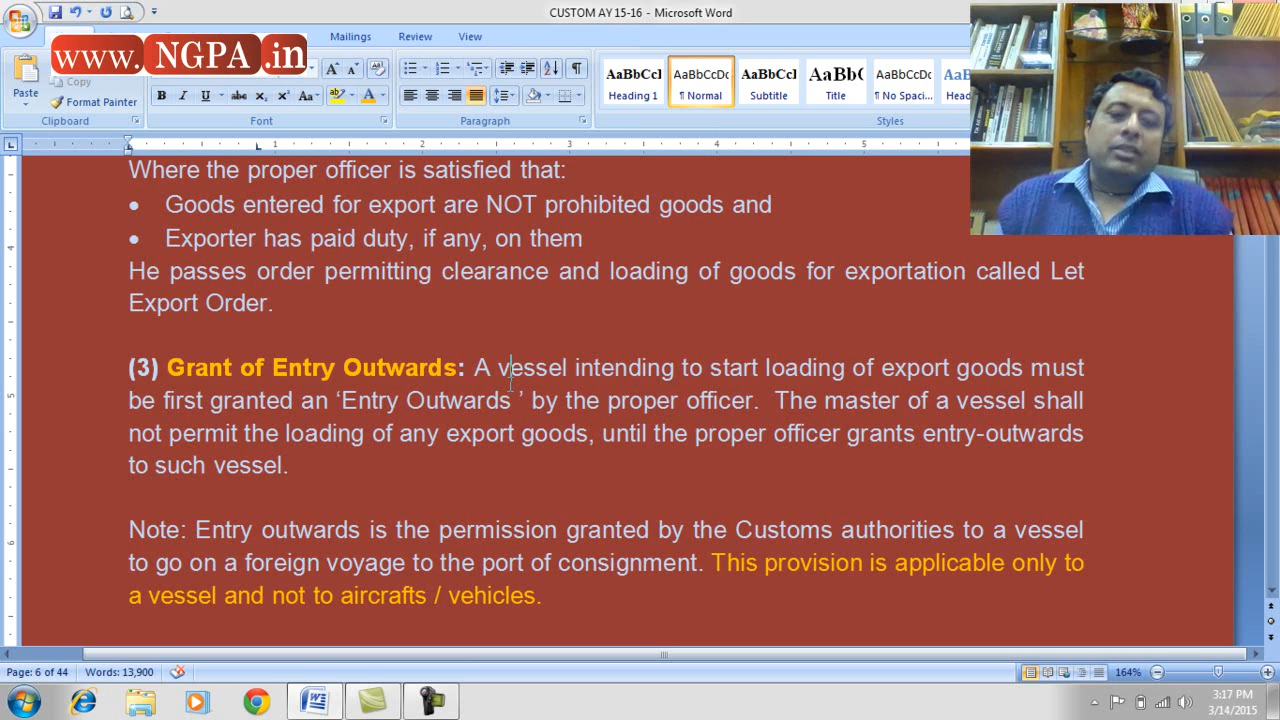 CUSTOM AY 15-16 - Microsoft Word
www.NGPA.in
Mailings Review View
Paste
Copy
Format Painter
Clipboard
Font
Paragraph
AaBbCcI AaBbCcDc AaBbCcI AaBbC AaBbCcDc AaBbC
Heading 1 ¶ Normal Subtitle Title ¶ No Spaci... Head
Styles
Where the proper officer is satisfied that:
• Goods entered for export are NOT prohibited goods and
• Exporter has paid duty, if any, on them
He passes order permitting clearance and loading of goods for exportation called Let
Export Order.
(3) Grant of Entry Outwards: A vessel intending to start loading of export goods must
be first granted an ‘Entry Outwards ’ by the proper officer. The master of a vessel shall
not permit the loading of any export goods, until the proper officer grants entry-outwards
to such vessel.
Note: Entry outwards is the permission granted by the Customs authorities to a vessel
to go on a foreign voyage to the port of consignment. This provision is applicable only to
a vessel and not to aircrafts / vehicles.
Page: 6 of 44 Words: 13,900
164%
3:17 PM
3/14/2015